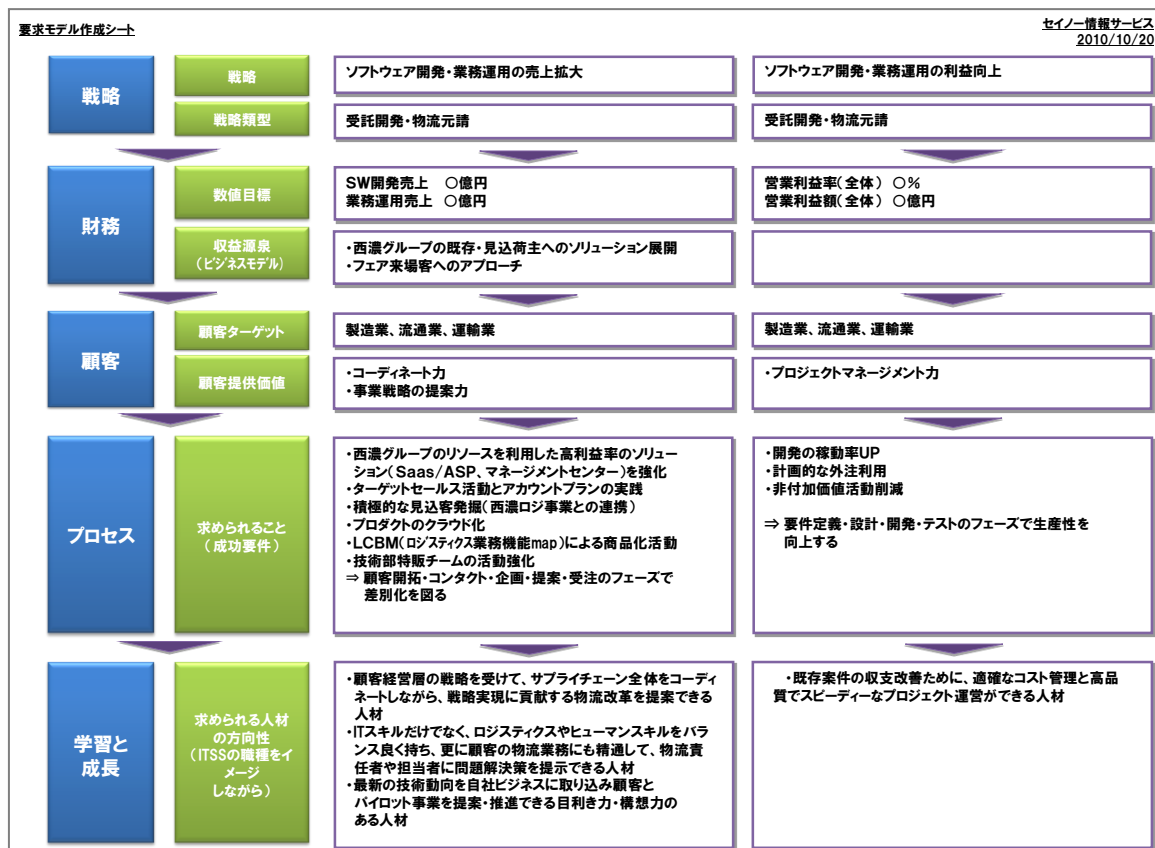 要求モデル作成シート
セイノー情報サービス
2010/10/20
戦略
戦略
ソフトウェア開発・業務運用の売上拡大
ソフトウェア開発・業務運用の利益向上
戦略類型
受託開発・物流元請
受託開発・物流元請
財務
数値目標
SW開発売上　○億円
業務運用売上　○億円
営業利益率(全体)　○%
営業利益額(全体)　○億円
収益源泉
(ビジネスモデル)
・西濃グループの既存・見込荷主へのソリューション展開
・フェア来場客へのアプローチ
顧客
顧客ターゲット
製造業、流通業、運輸業
製造業、流通業、運輸業
顧客提供価値
・コーディネート力
・事業戦略の提案力
・プロジェクトマネージメント力
プロセス
求められること
(成功要件)
・西濃グループのリソースを利用した高利益率のソリュー
ション(Saas/ASP、マネージメントセンター)を強化
・ターゲットセールス活動とアカウントプランの実践
・積極的な見込客発掘(西濃ロジ事業との連携)
・プロダクトのクラウド化
・LCBM(ロジスティクス業務機能map)による商品化活動
・技術部特販チームの活動強化
⇒ 顧客開拓・コンタクト・企画・提案・受注のフェーズで
差別化を図る
・開発の稼動率UP
・計画的な外注利用
・非付加価値活動削減
⇒ 要件定義・設計・開発・テストのフェーズで生産性を
向上する
学習と
成長
求められる人材
の方向性
(ITSSの職種をイ
メージ
しながら)
・顧客経営層の戦略を受けて、サプライチェーン全体をコーディ
ネートしながら、戦略実現に貢献する物流改革を提案できる
人材
・ITスキルだけでなく、ロジスティクスやヒューマンスキルをバラ
ンス良く持ち、更に顧客の物流業務にも精通して、物流責
任者や担当者に問題解決策を提示できる人材
・最新の技術動向を自社ビジネスに取り込み顧客と
パイロット事業を提案・推進できる目利き力・構想力の
ある人材
・既存案件の収支改善ために、適確なコスト管理と高品
質でスピーディーなプロジェクト運営ができる人材